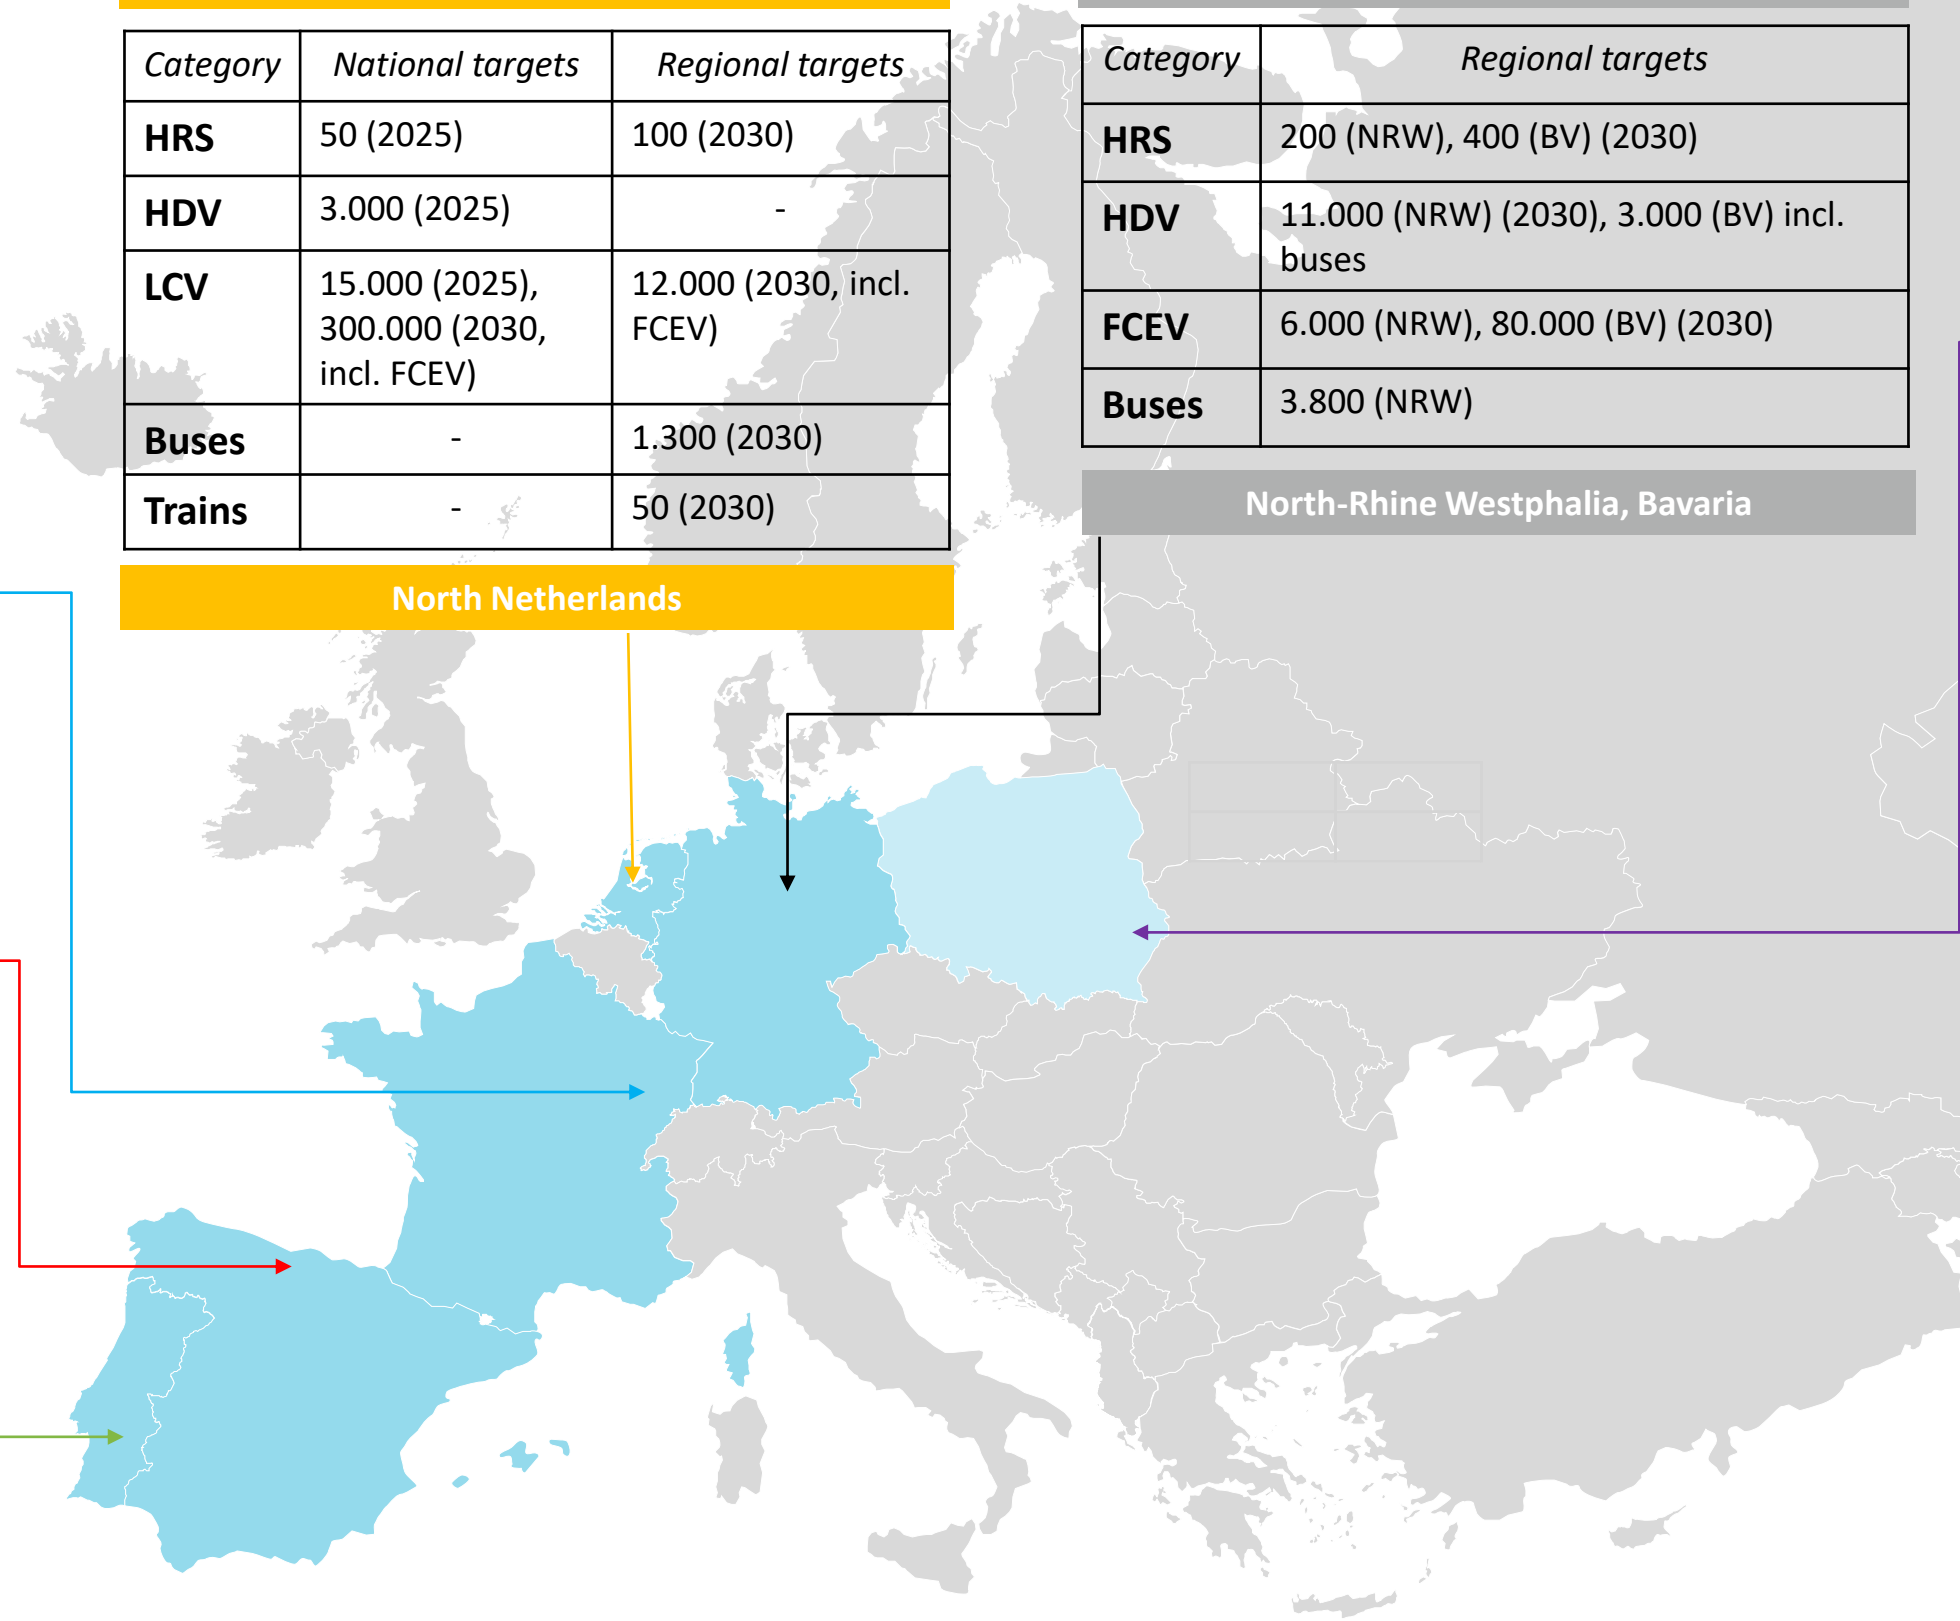 Category National targets Regional targets
HRS 50 (2025) 100 (2030)
HDV 3.000 (2025) -
LCV 15.000 (2025), 12.000 (2030, incl.
300.000 (2030, FCEV)
incl. FCEV)
Buses - 1.300 (2030)
Trains - 50 (2030)
North Netherlands
Category Regional targets
HRS 200 (NRW), 400 (BV) (2030)
HDV 11.000 (NRW) (2030), 3.000 (BV) incl.
buses
FCEV 6.000 (NRW), 80.000 (BV) (2030)
Buses 3.800 (NRW)
North-Rhine Westphalia, Bavaria